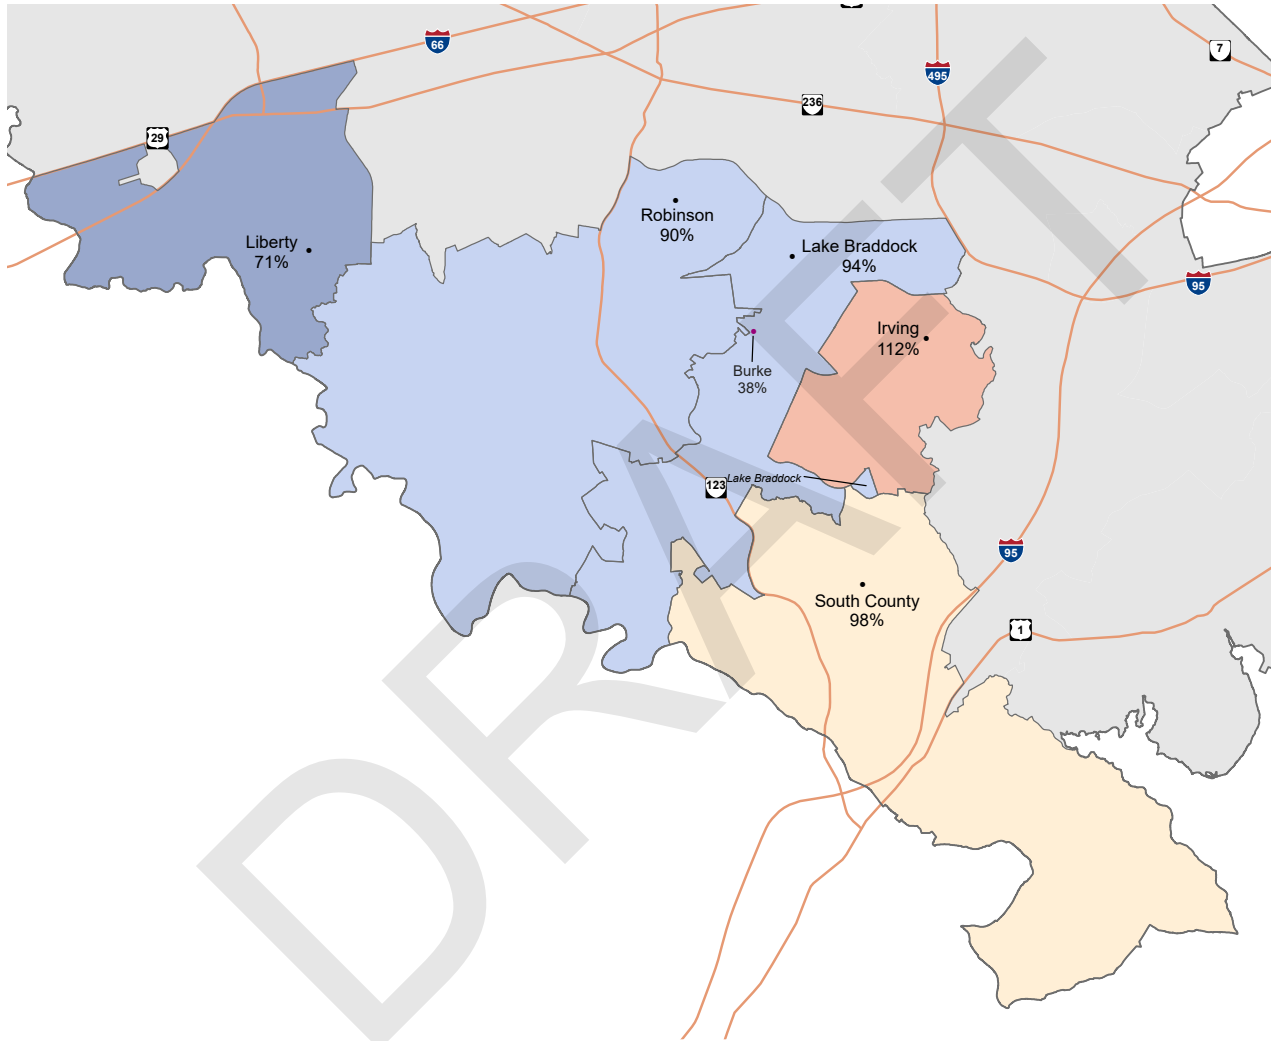 66
7
495
236
29
Robinson
90%
Liberty
71%
Lake Braddock
94%
95
Irving
112%
Burke
38%
123
Lake Braddock
95
South County
98%
1
DRAFT